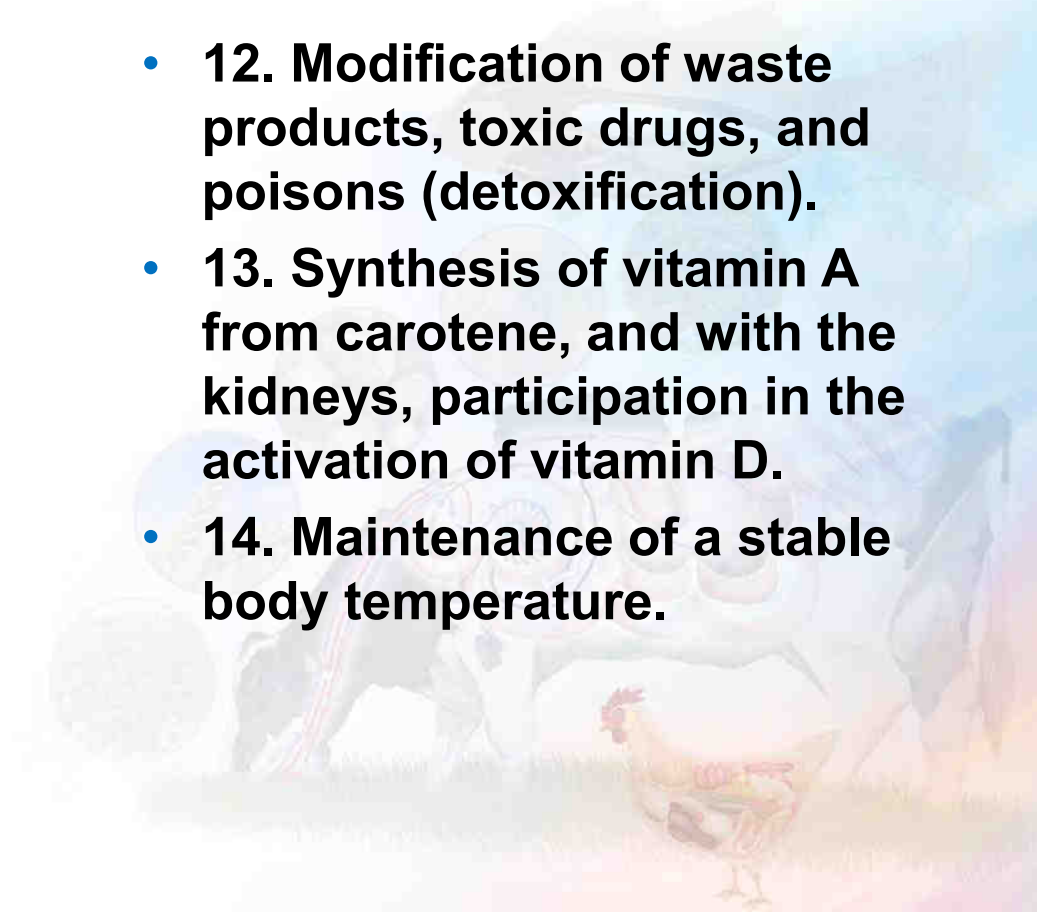 • 12. Modification of waste
products, toxic drugs, and
poisons (detoxification).
• 13. Synthesis of vitamin A
from carotene, and with the
kidneys, participation in the
activation of vitamin D.
• 14. Maintenance of a stable
body temperature.